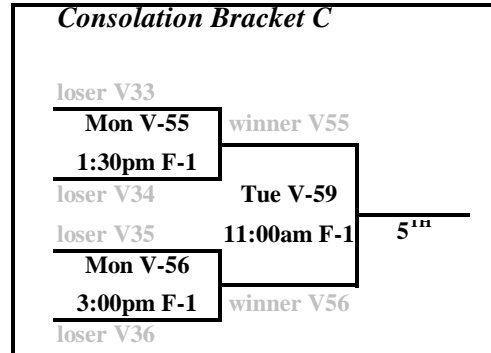 Consolation Bracket C
loser V33
Mon V-55
winner V55
1:30pm F-1
loser V34
Tue V-59
loser V35
11:00am F-1
5TH
Mon V-56
3:00pm F-1
winner V56
loser V36